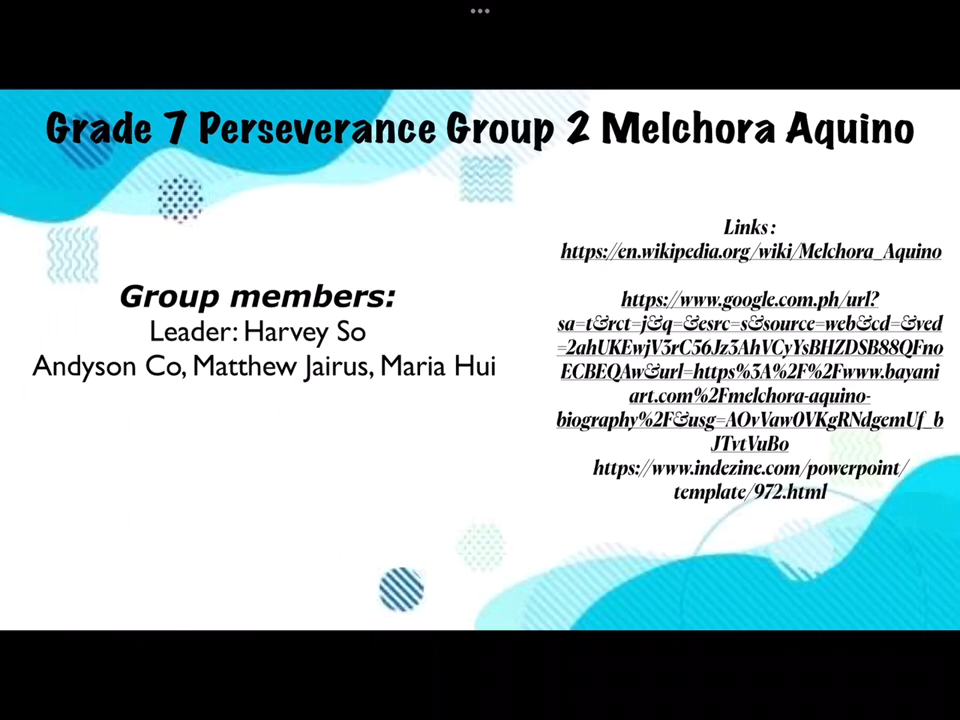 Grade 7 Perseverance Group 2 Melchora Aquino
Group members:
Leader: Harvey So
Andyson Co, Matthew Jairus, Maria Hui
Links:
https://en.wikipedia.org/wiki/Melchora_Aquino
https://www.google.com.ph/url?
sa=t&rct=j&q=&esrc=s&source=web&cd=&ved
=2ahUKEwjV3rC56Jz3AhVCyYsBHZDSB88QFno
ECBEQAw&url=https%3A%2F%2Fwww.bayani
art.com%2Fmelchora-aquino-
biography%2F&usg=AOvVaw0VKgRNdgemUf_b
JTvtVuBo
https://www.indezine.com/powerpoint/
template/972.html